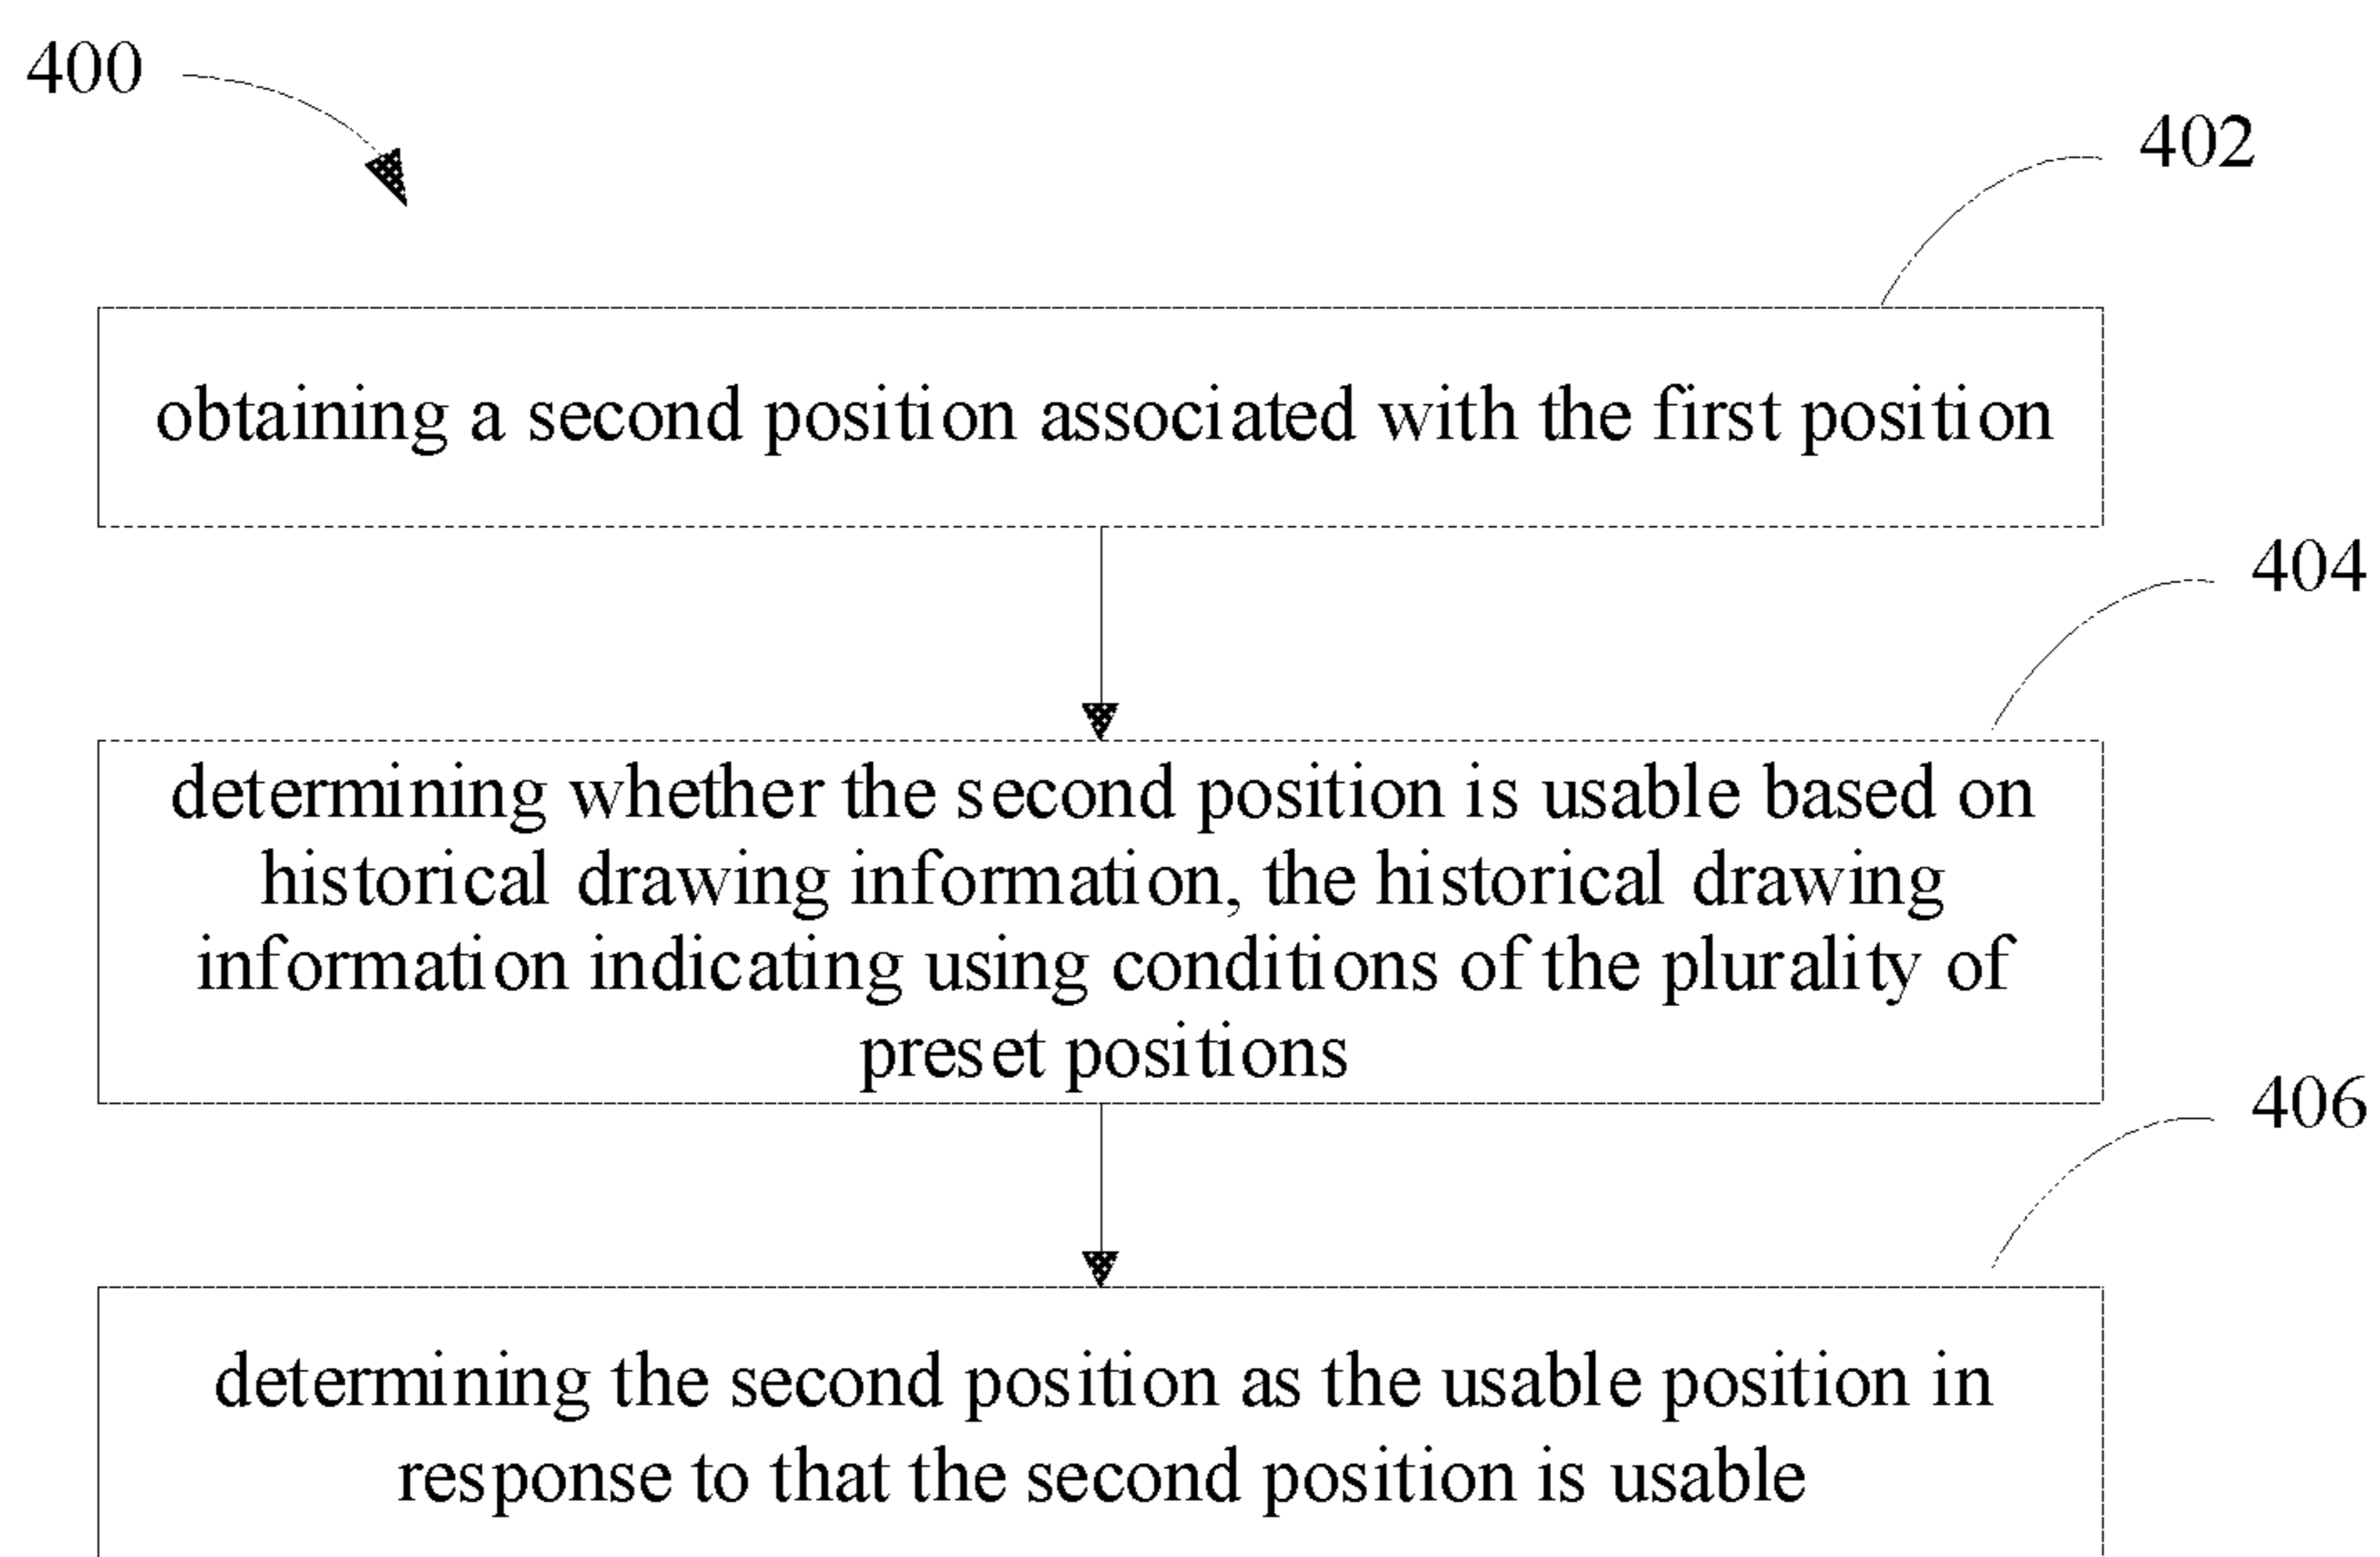 400
402
obtaining a second position associated with the first position
404
determining whether the second position is usable based on
historical drawing information, the historical drawing
information indicating using conditions of the plurality of
preset positions
406
determining the second position as the usable position in
response to that the second position is usable